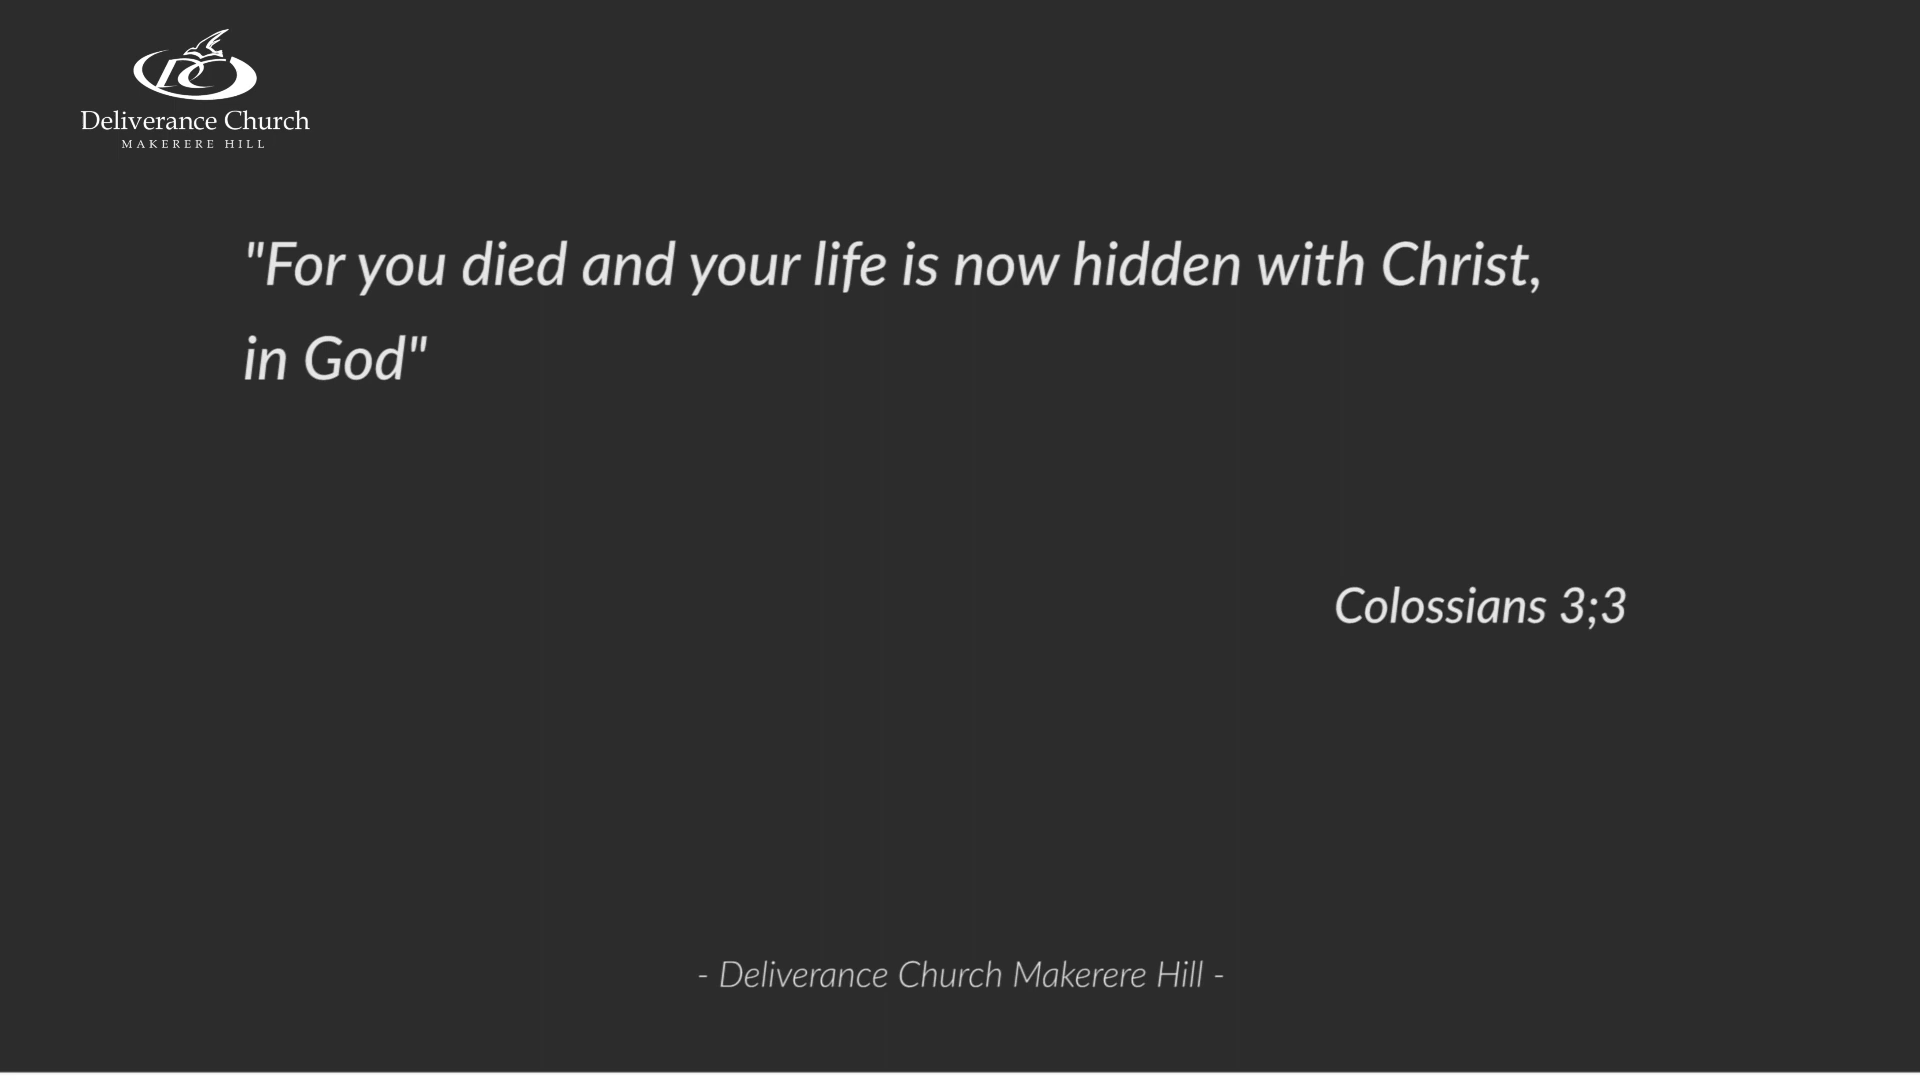 DC
Deliverance Church
MAKERERE HILL
"For you died and your life is now hidden with Christ,
in God"
Colossians 3;3
- Deliverance Church Makerere Hill -